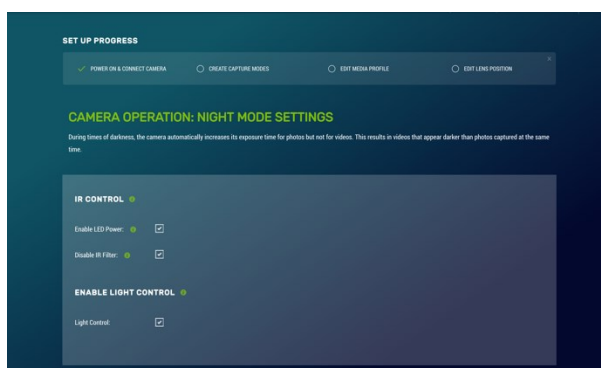 SET UP PROGRESS
POWER ON & CONNECT CAMERA
CREATE CAPTURE MODES
EDIT MEDIA PROFILE
EDIT LENS POSITION
CAMERA OPERATION: NIGHT MODE SETTINGS
During times of darkness, the camera automatically increases its exposure time for photos but not for videos. This results in videos that appear darker than photos captured at the same
time.
IR CONTROL
Enable LED Power:
Disable IR Filter:
ENABLE LIGHT CONTROL
Light Control: